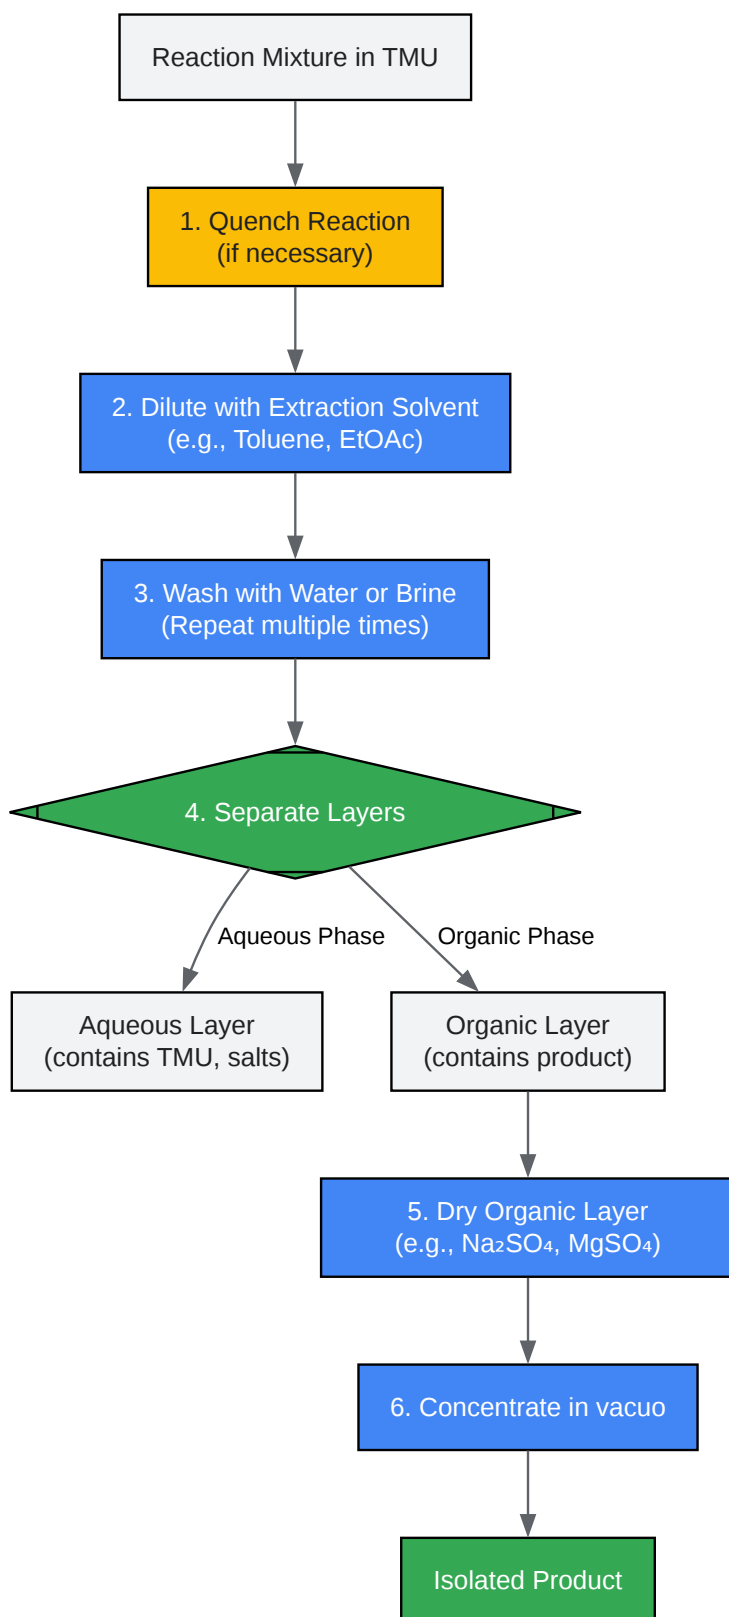 Reaction Mixture in TMU
1. Quench Reaction
(if necessary)
2. Dilute with Extraction Solvent
(e.g., Toluene, EtOAc)
3. Wash with Water or Brine
(Repeat multiple times)
4. Separate Layers
Aqueous Phase
Organic Phase
Aqueous Layer
(contains TMU, salts)
Organic Layer
(contains product)
5. Dry Organic Layer
(e.g., Na₂SO₄, MgSO₄)
6. Concentrate in vacuo
Isolated Product